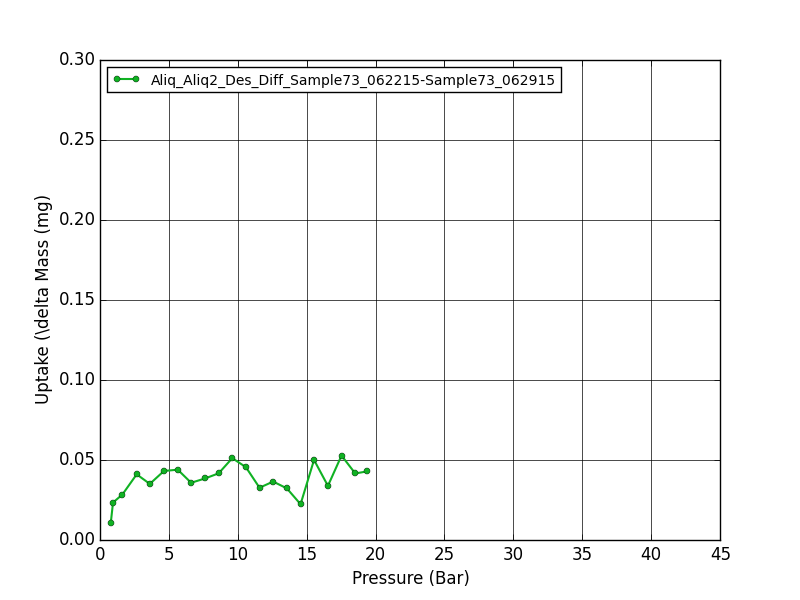 0.30
0.25
0.20
0.15
0.10
0.05
0.00
Uptake (\delta Mass (mg)
Aliq_Aliq2_Des_Diff_Sample73_062215-Sample73_062915
0 5 10 15 20 25 30 35 40 45
Pressure (Bar)